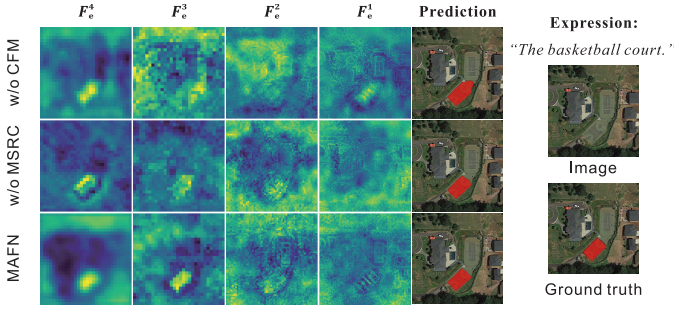 F_e^4 F_e^3 F_e^2 F_e^1 Prediction
Expression:
"The basketball court."
w/o CFM
w/o MSRC
MAFN
Image
Ground truth